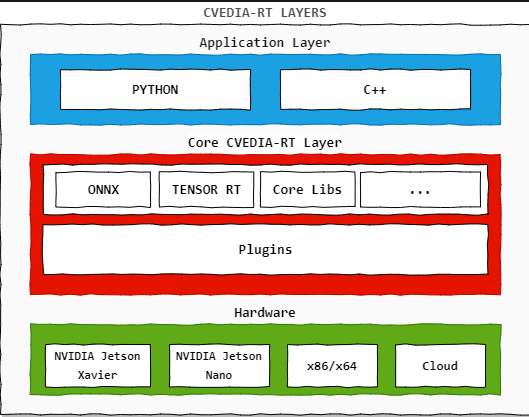 CVEDIA-RT LAYERS
Application Layer
PYTHON
C++
Core CVEDIA-RT Layer
ONNX
TENSOR RT
Core Libs
...
Plugins
Hardware
NVIDIA Jetson
Xavier
NVIDIA Jetson
Nano
x86/x64
Cloud